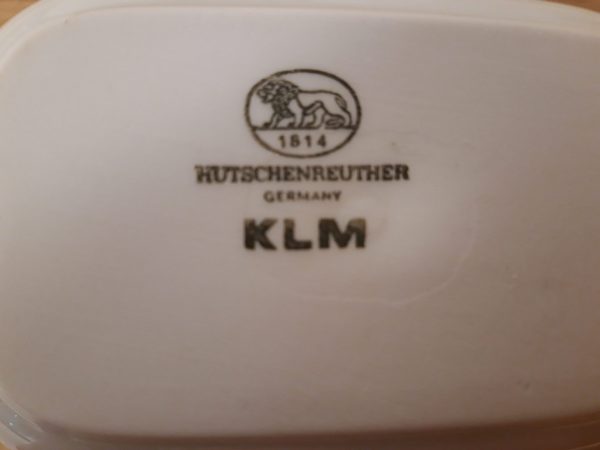 1814
HUTSCHENREUTHER
GERMANY
KLM